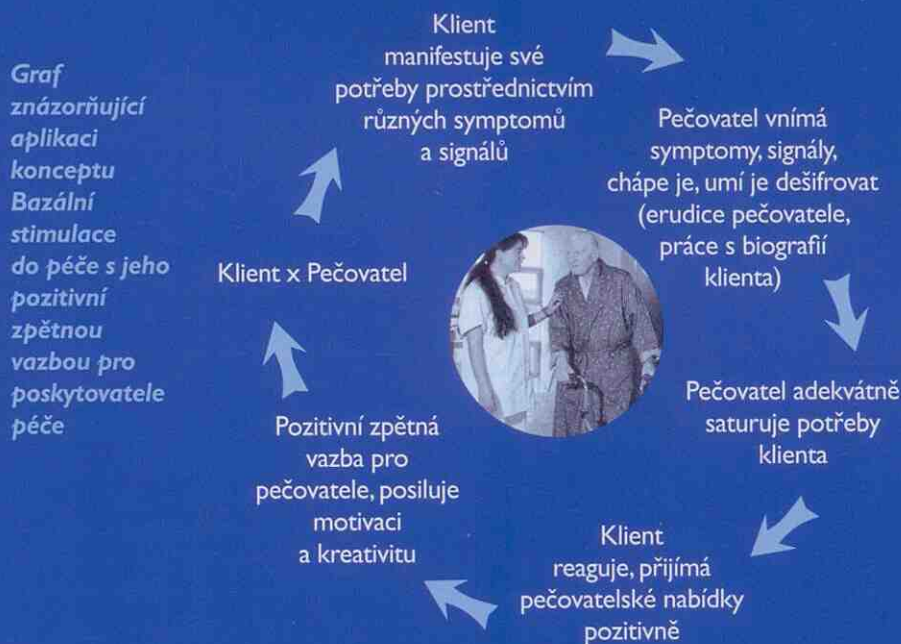 Graf
znázorňující
aplikaci
konceptu
Bazální
stimulace
do péče s jeho
pozitivní
zpětnou
vazbou pro
poskytovatele
péče
Klient
manifestuje své
potřeby prostřednictvím
různých symptomů
a signálů
Pečovatel vnímá
symptomy, signály,
chápe je, umí je dešifrovat
(erudice pečovatele,
práce s biografií
klienta)
Pečovatel adekvátně
saturuje potřeby
klienta
Klient
reaguje, přijímá
pečovatelské nabídky
pozitivně
Pozitivní zpětná
vazba pro
pečovatele, posiluje
motivaci
a kreativitu
Klient x Pečovatel